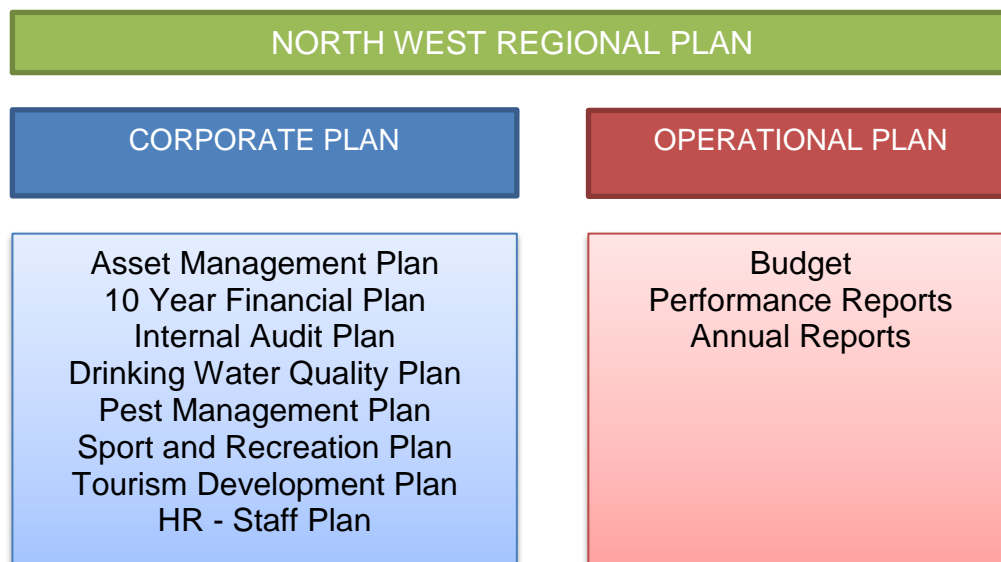 NORTH WEST REGIONAL PLAN
CORPORATE PLAN
OPERATIONAL PLAN
Asset Management Plan
10 Year Financial Plan
Internal Audit Plan
Drinking Water Quality Plan
Pest Management Plan
Sport and Recreation Plan
Tourism Development Plan
HR - Staff Plan
Budget
Performance Reports
Annual Reports